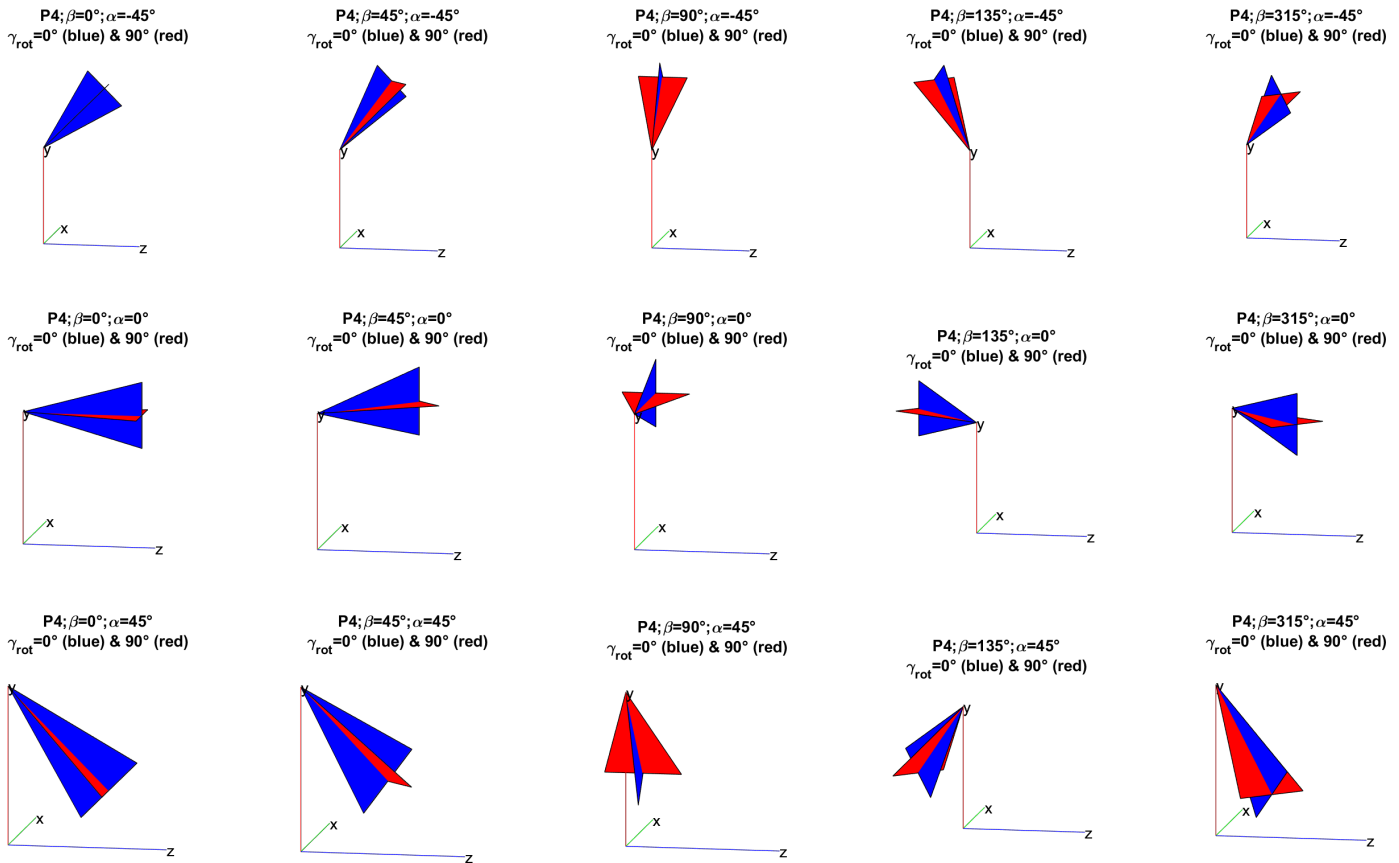 P4;β=0°;α=-45°
γrot=0° (blue) & 90° (red)
P4;β=45°;α=-45°
γrot=0° (blue) & 90° (red)
P4;β=90°;α=-45°
γrot=0° (blue) & 90° (red)
P4;β=135°;α=-45°
γrot=0° (blue) & 90° (red)
P4;β=315°;α=-45°
γrot=0° (blue) & 90° (red)
y
x
z
y
x
z
y
x
z
y
x
z
y
x
z
P4;β=0°;α=0°
γrot=0° (blue) & 90° (red)
P4;β=45°;α=0°
γrot=0° (blue) & 90° (red)
P4;β=90°;α=0°
γrot=0° (blue) & 90° (red)
P4;β=135°;α=0°
γrot=0° (blue) & 90° (red)
P4;β=315°;α=0°
γrot=0° (blue) & 90° (red)
y
x
z
y
x
z
y
x
z
y
x
z
y
x
z
P4;β=0°;α=45°
γrot=0° (blue) & 90° (red)
P4;β=45°;α=45°
γrot=0° (blue) & 90° (red)
P4;β=90°;α=45°
γrot=0° (blue) & 90° (red)
P4;β=135°;α=45°
γrot=0° (blue) & 90° (red)
P4;β=315°;α=45°
γrot=0° (blue) & 90° (red)
y
x
z
y
x
z
y
x
z
y
x
z
y
x
z